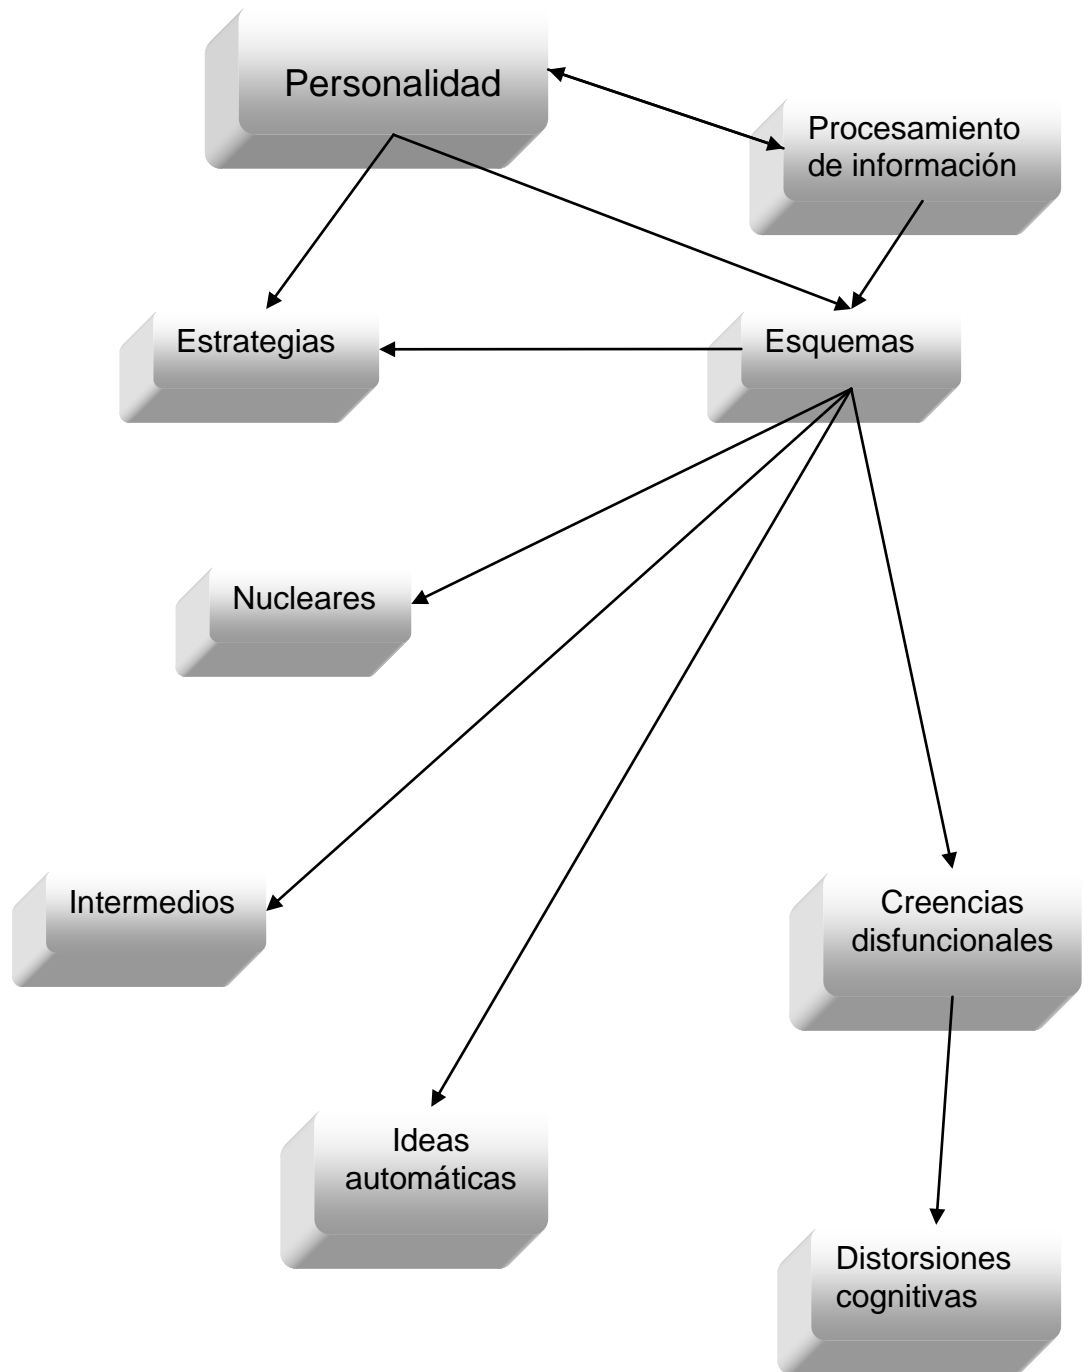 Personalidad
Procesamiento
de información
Estrategias
Esquemas
Nucleares
Intermedios
Creencias
disfuncionales
Ideas
automáticas
Distorsiones
cognitivas